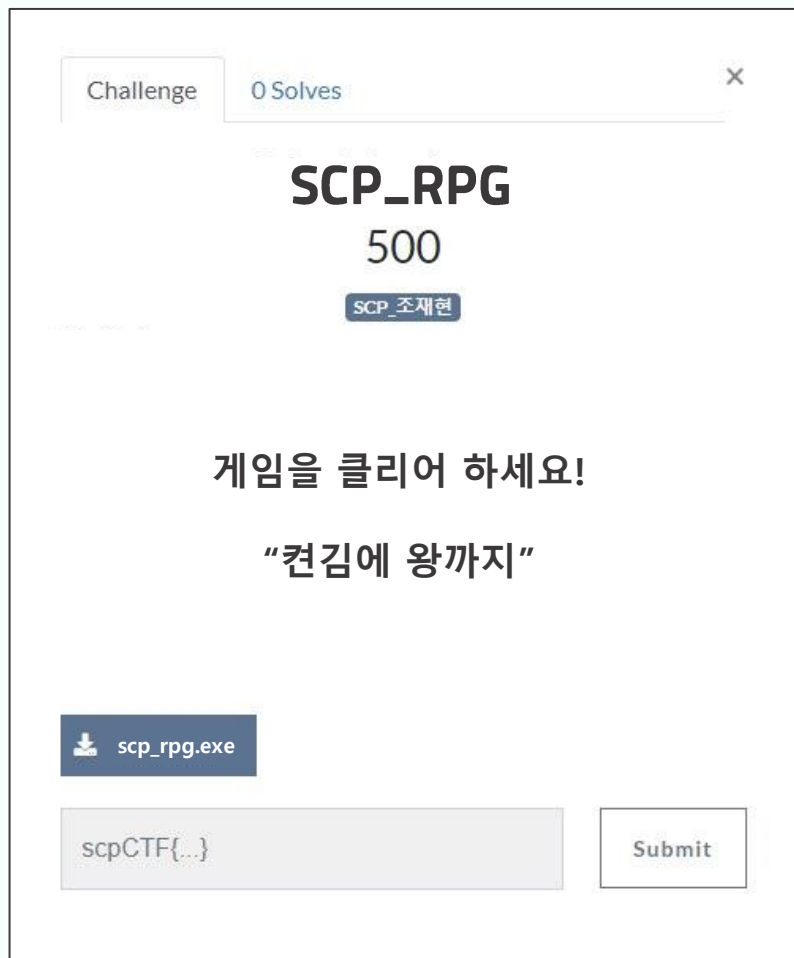 Challenge
0 Solves
×
SCP_RPG
500
SCP_조재현
게임을 클리어 하세요!
“켠김에 왕까지”
scp_rpg.exe
scpCTF{...}
Submit